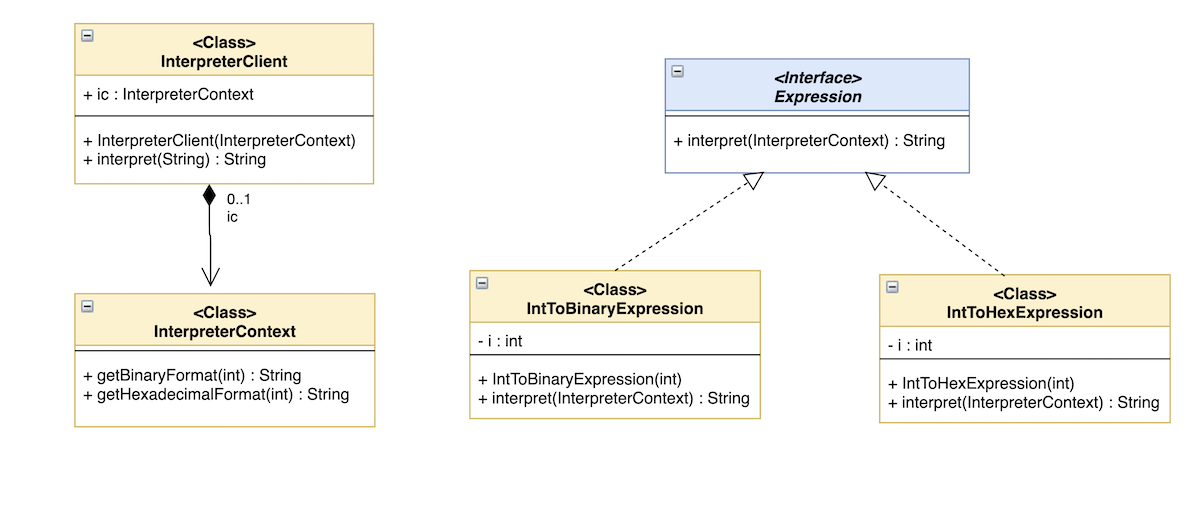 <Class>
InterpreterClient
+ ic : InterpreterContext
+ InterpreterClient(InterpreterContext)
+ interpret(String) : String
0..1
ic
<Class>
InterpreterContext
+ getBinaryFormat(int) : String
+ getHexadecimalFormat(int) : String
<Interface>
Expression
+ interpret(InterpreterContext) : String
<Class>
IntToBinaryExpression
- i : int
+ IntToBinaryExpression(int)
+ interpret(InterpreterContext) : String
<Class>
IntToHexExpression
- i : int
+ IntToHexExpression(int)
+ interpret(InterpreterContext) : String